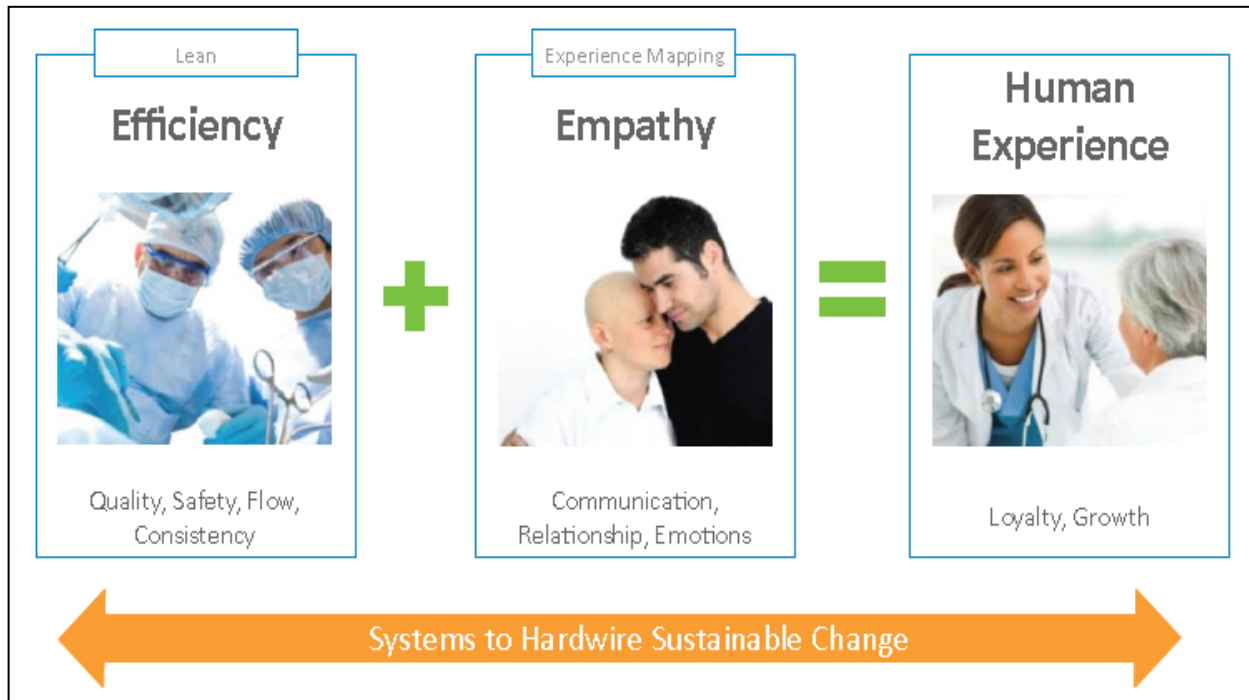 Lean
Efficiency
Quality, Safety, Flow,
Consistency
Experience Mapping
Empathy
Communication,
Relationship, Emotions
Human
Experience
Loyalty, Growth
Systems to Hardwire Sustainable Change